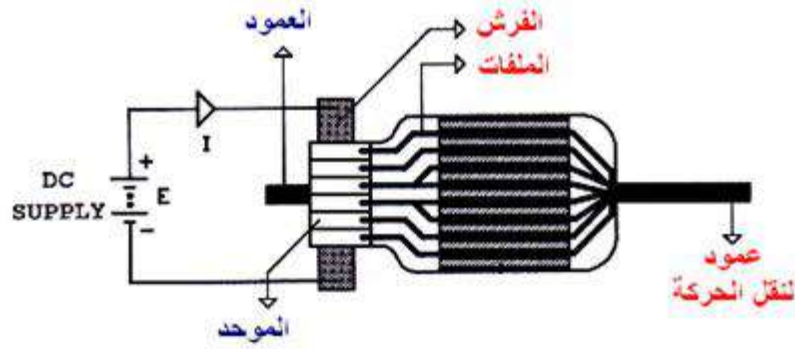 العمود
الفرش
الملفات
I
+
DC
SUPPLY
E
-
عمود
لنقل الحركة
الموحد